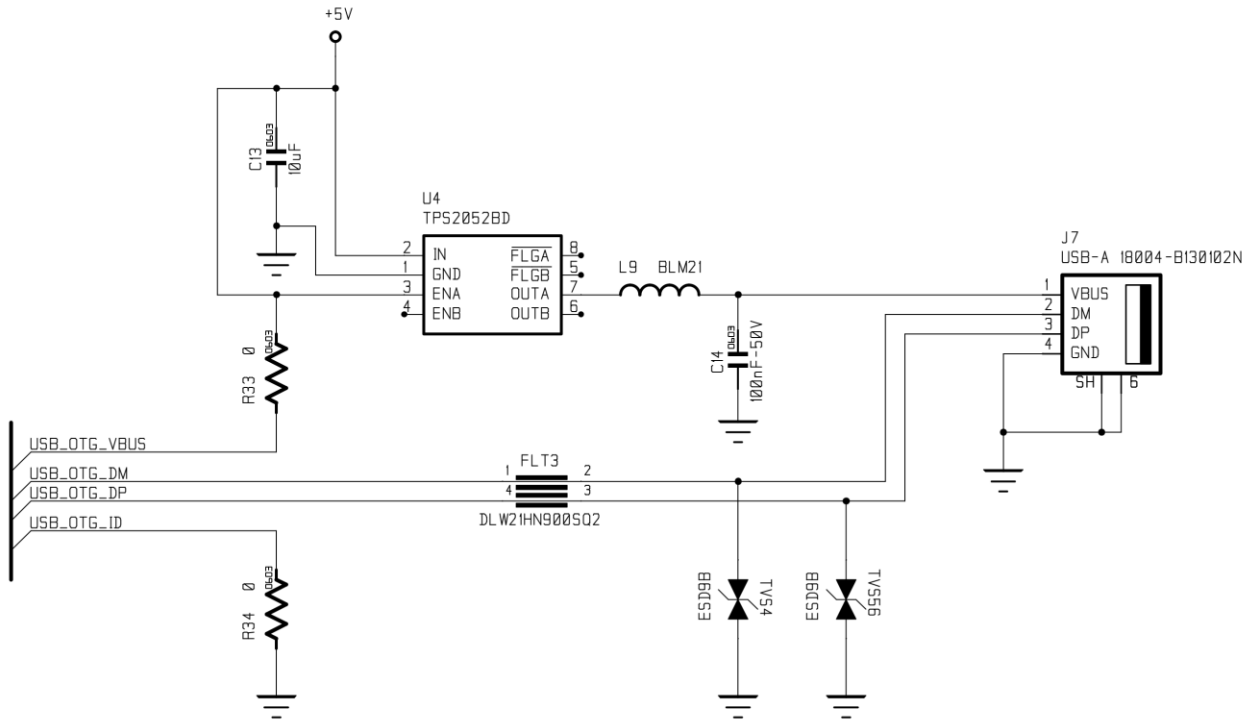 +5V
0603
C13
10uF
U4
TPS2052BD
2 IN FLGA 8
1 GND FLGB 5
3 ENA OUTA 7
4 ENB OUTB 6
L9 BLM21
J7
USB-A 18004-B130102N
1 VBUS
2 DM
3 DP
4 GND
SH 6
0603
C14
100nF-50V
R33 0
0603
USB_OTG_VBUS
USB_OTG_DM
USB_OTG_DP
USB_OTG_ID
FLT3
1 2
4 3
DLW21HN900SQ2
R34 0
0603
ESD9B
TVS4
ESD9B
TVS56